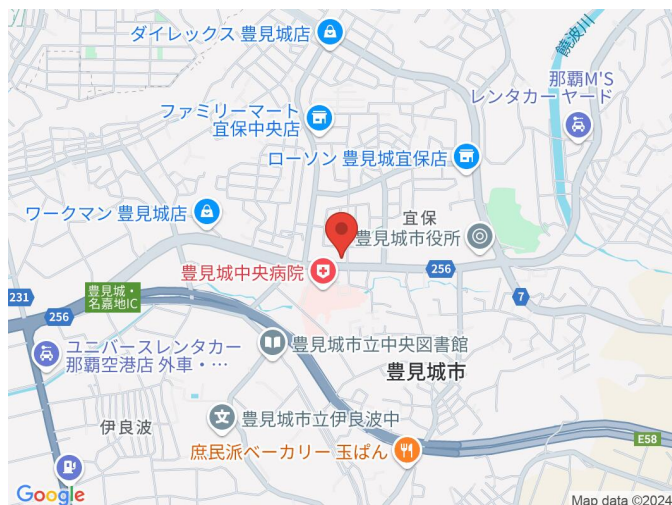 ダイレックス 豊見城店
饒波川
那覇M'S
レンタカー ヤード
ファミリーマート
宜保中央店
ローソン 豊見城宜保店
ワークマン 豊見城店
宜保
豊見城市役所
豊見城中央病院
256
豊見城・
名嘉地IC
231
7
256
ユニバースレンタカー
那覇空港店 外車・…
豊見城市立中央図書館
豊見城市
伊良波
豊見城市立伊良波中
庶民派ベーカリー 玉ぱん
E58
Google
Map data ©2024